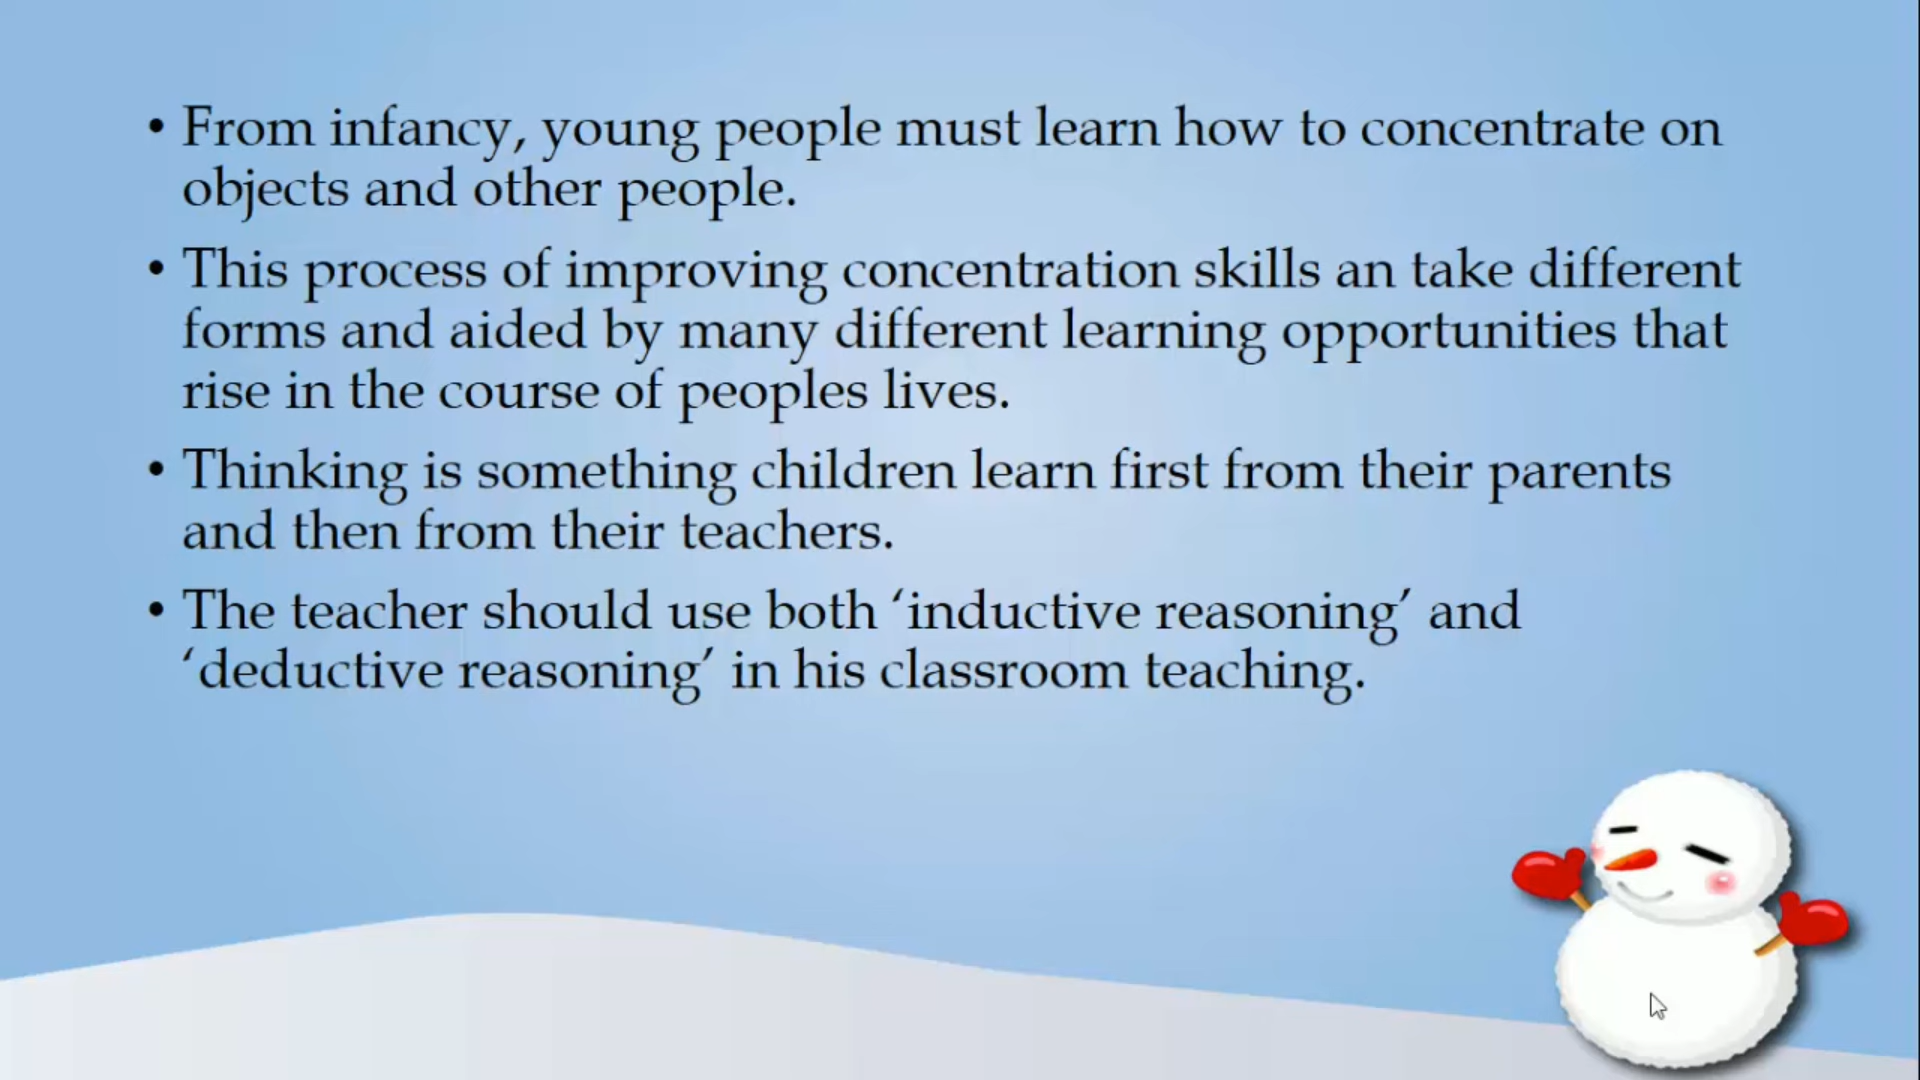 • From infancy, young people must learn how to concentrate on
objects and other people.
• This process of improving concentration skills an take different
forms and aided by many different learning opportunities that
rise in the course of peoples lives.
• Thinking is something children learn first from their parents
and then from their teachers.
• The teacher should use both ‘inductive reasoning’ and
‘deductive reasoning’ in his classroom teaching.